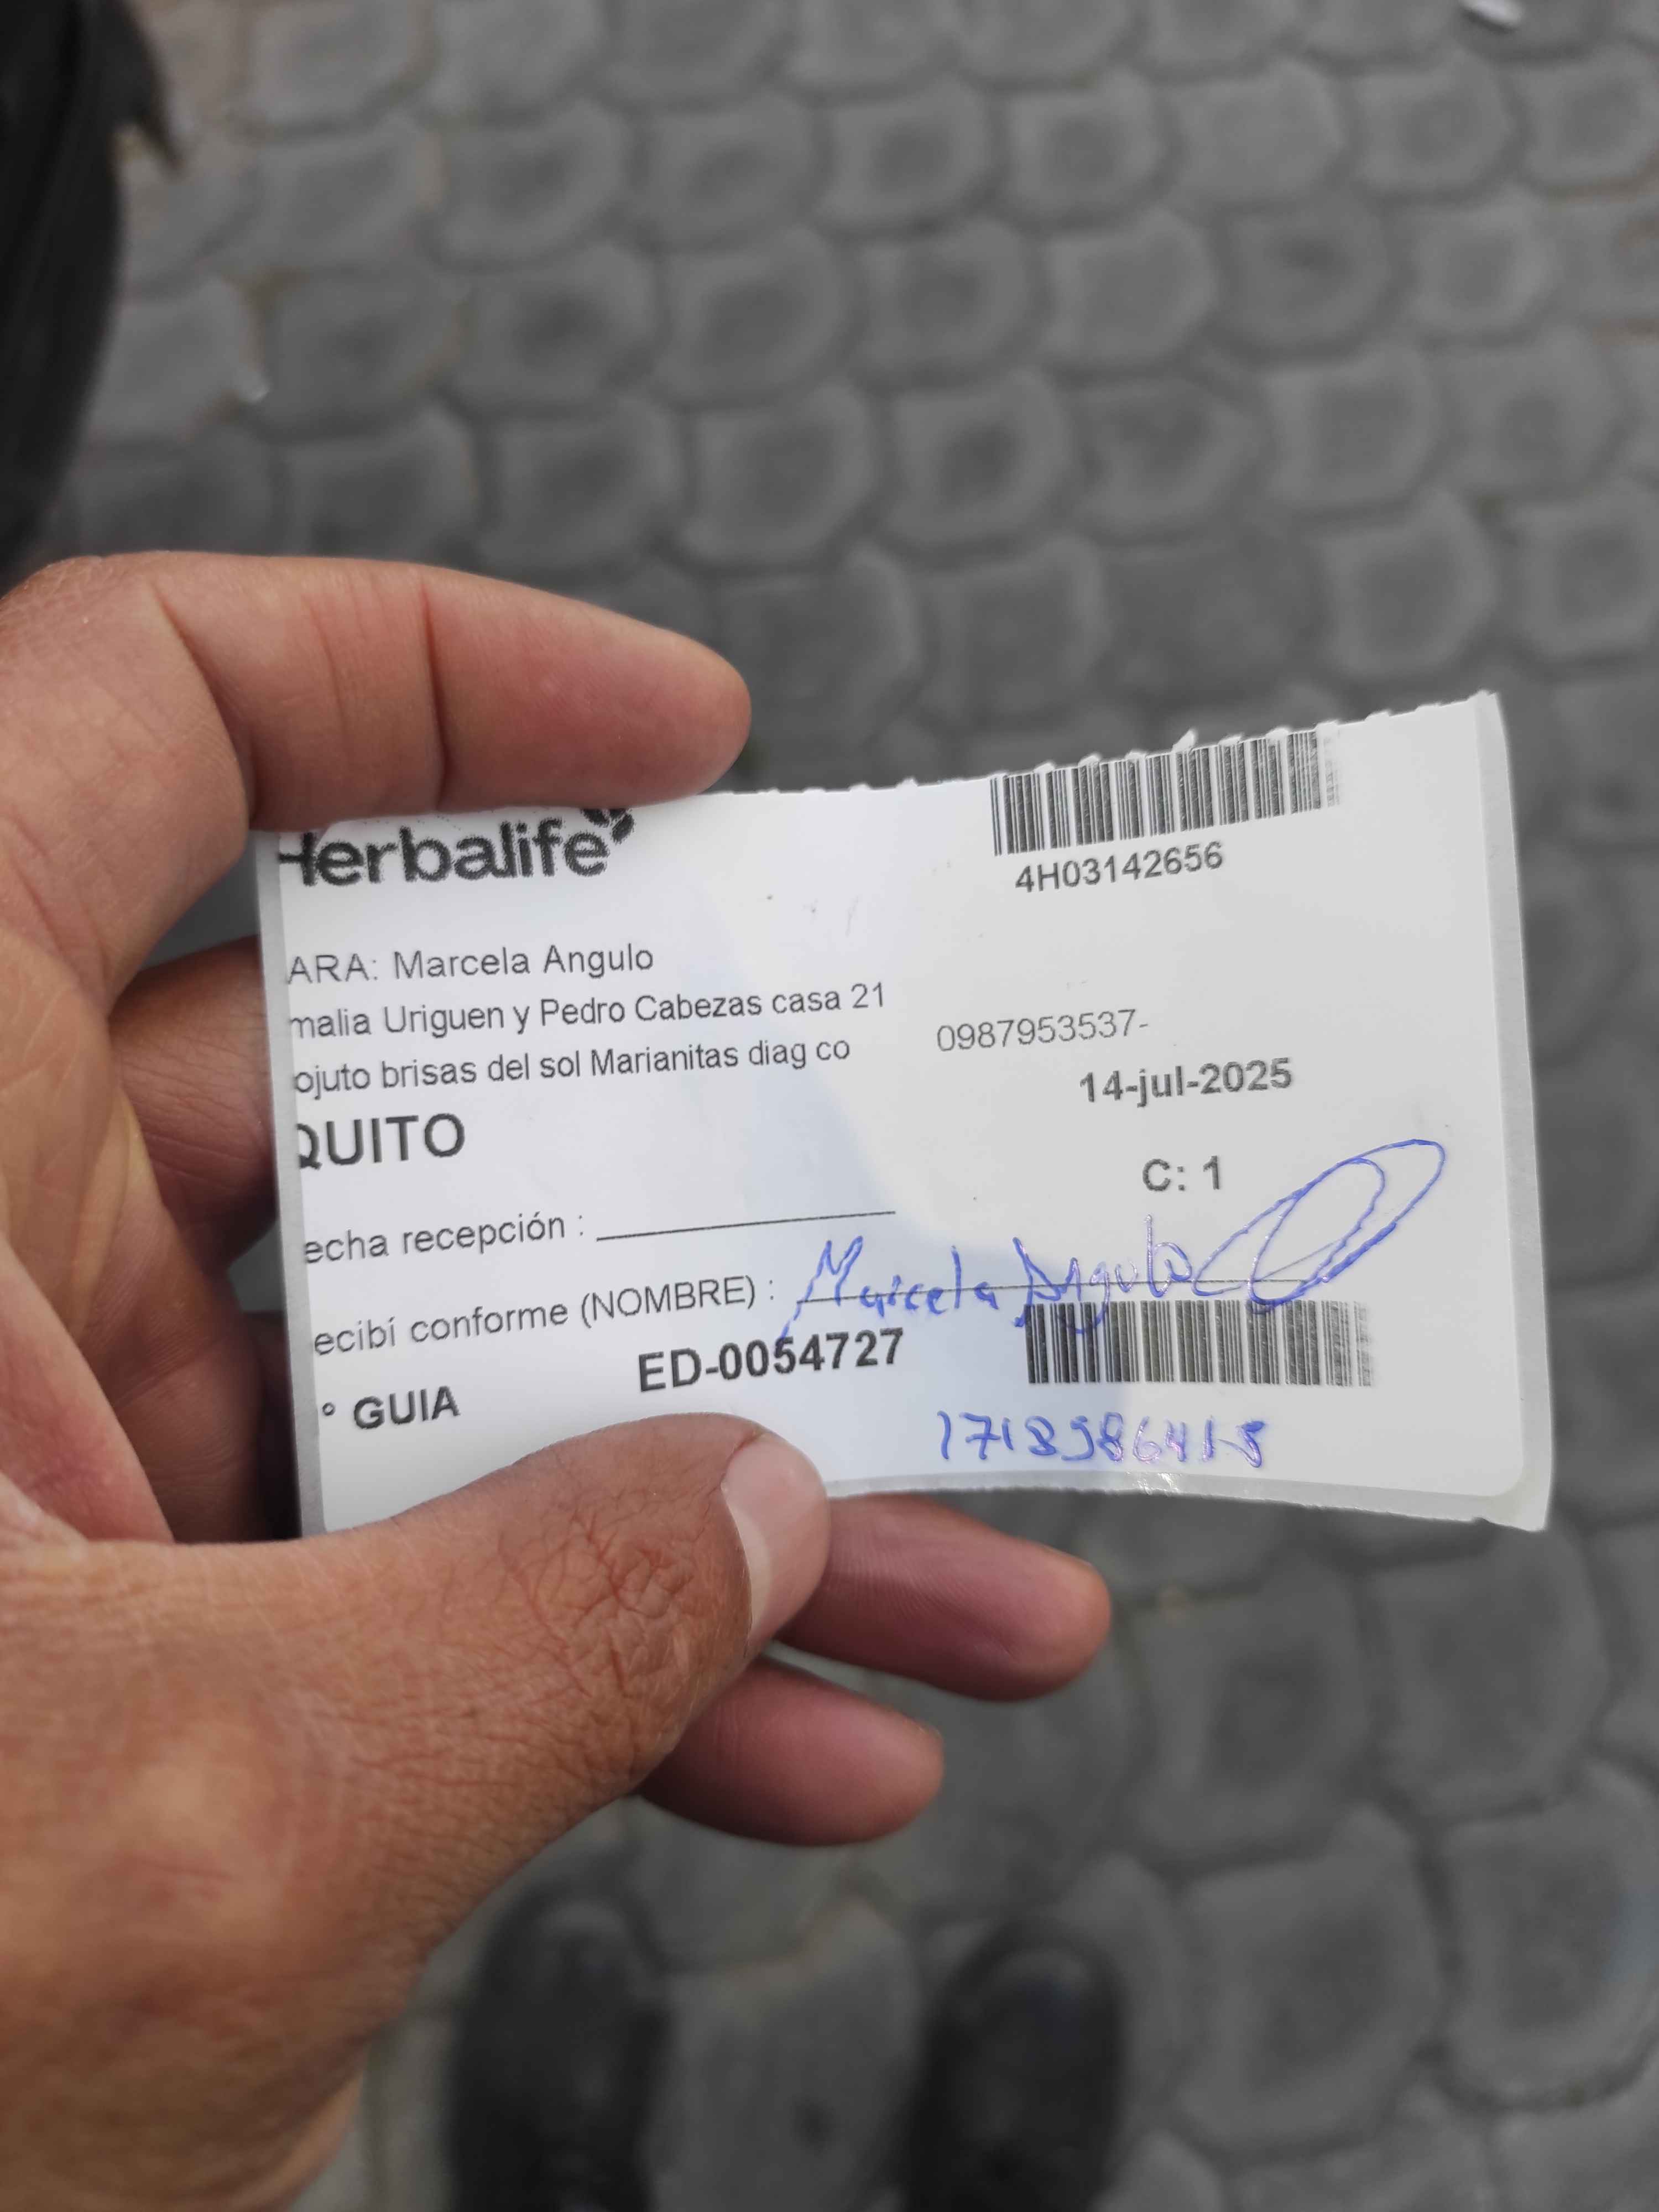 Herbalife
4H03142656
ARA: Marcela Angulo
malia Uriguen y Pedro Cabezas casa 21
0987953537-
ojuto brisas del sol Marianitas diag co
14-jul-2025
QUITO
C: 1
echa recepción :
ecibí conforme (NOMBRE) : Marcela Angulo
° GUIA ED-0054727